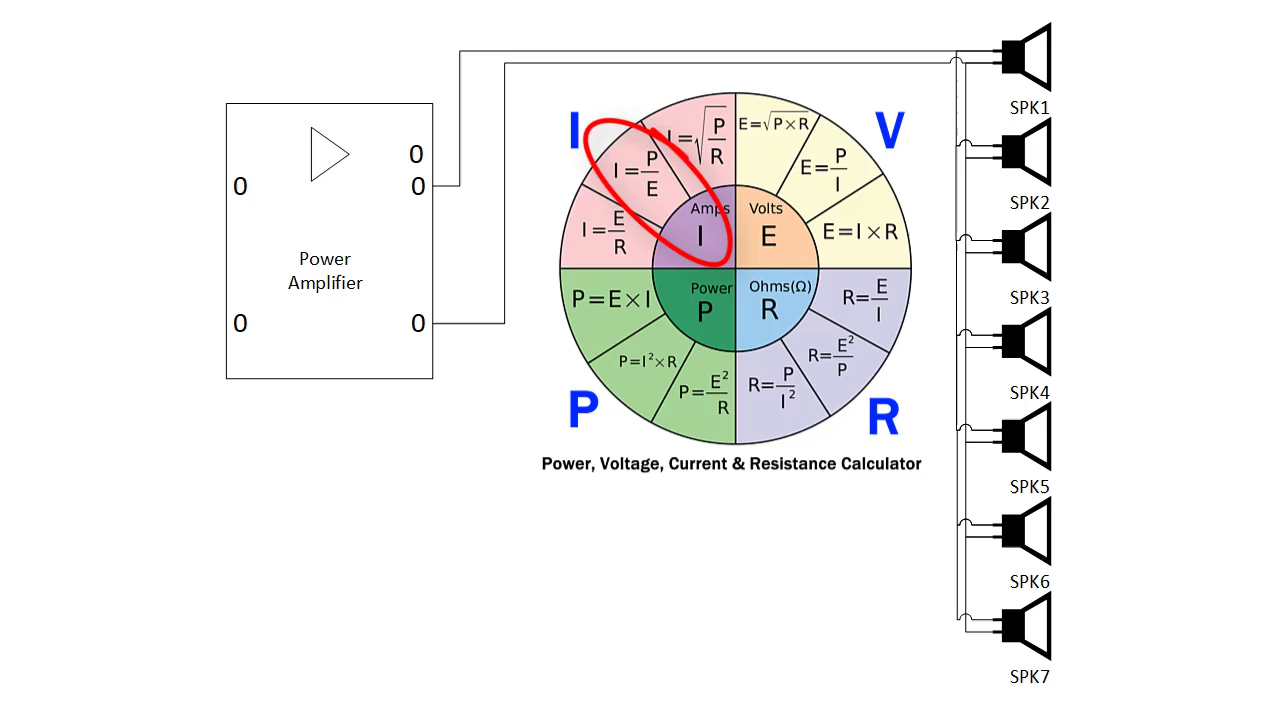 SPK1
SPK2
SPK3
SPK4
SPK5
SPK6
SPK7
0
0
0
0
0
Power
Amplifier
I
V
P
R
I=√P/R
I=P/E
I=E/R
E=√P×R
E=P/I
E=I×R
Amps
I
Volts
E
Power
P
Ohms(Ω)
R
P=E×I
P=I²×R
P=E²/R
R=E/I
R=E²/P
R=P/I²
Power, Voltage, Current & Resistance Calculator